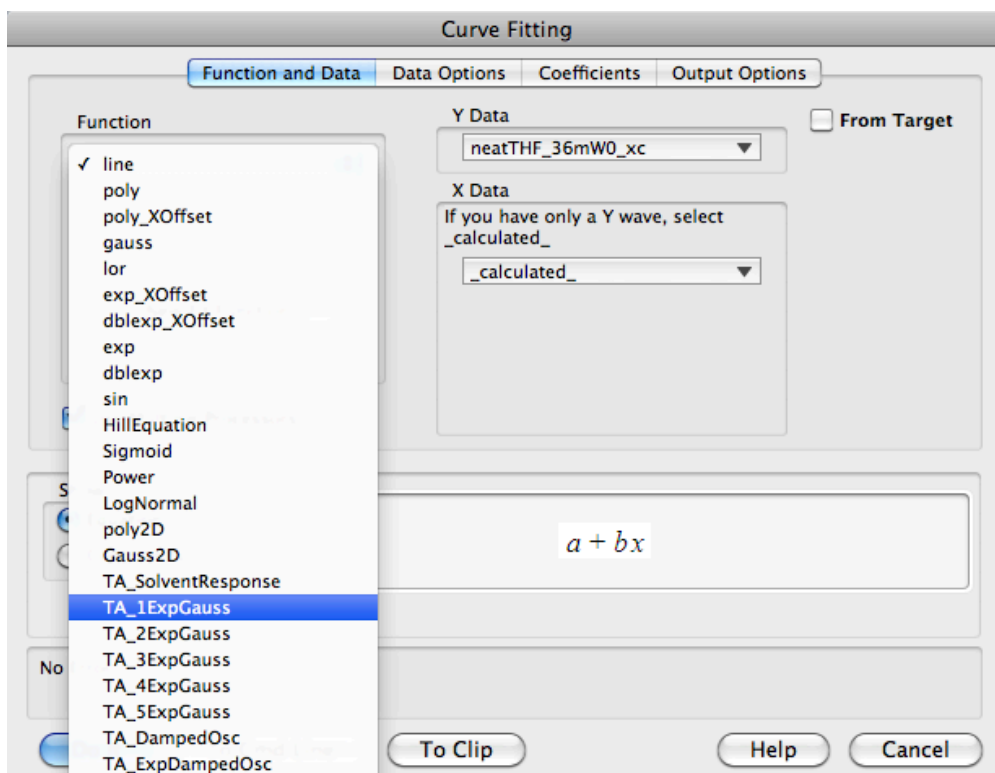 Curve Fitting
Function and Data
Data Options
Coefficients
Output Options
Function
✓ line
poly
poly_XOffset
gauss
lor
exp_XOffset
dblexp_XOffset
exp
dblexp
sin
HillEquation
Sigmoid
Power
LogNormal
poly2D
Gauss2D
TA_SolventResponse
TA_1ExpGauss
TA_2ExpGauss
TA_3ExpGauss
TA_4ExpGauss
TA_5ExpGauss
TA_DampedOsc
TA_ExpDampedOsc
Y Data
neatTHF_36mW0_xc
From Target
X Data
If you have only a Y wave, select
_calculated_
_calculated_
a + bx
No
To Clip
Help
Cancel